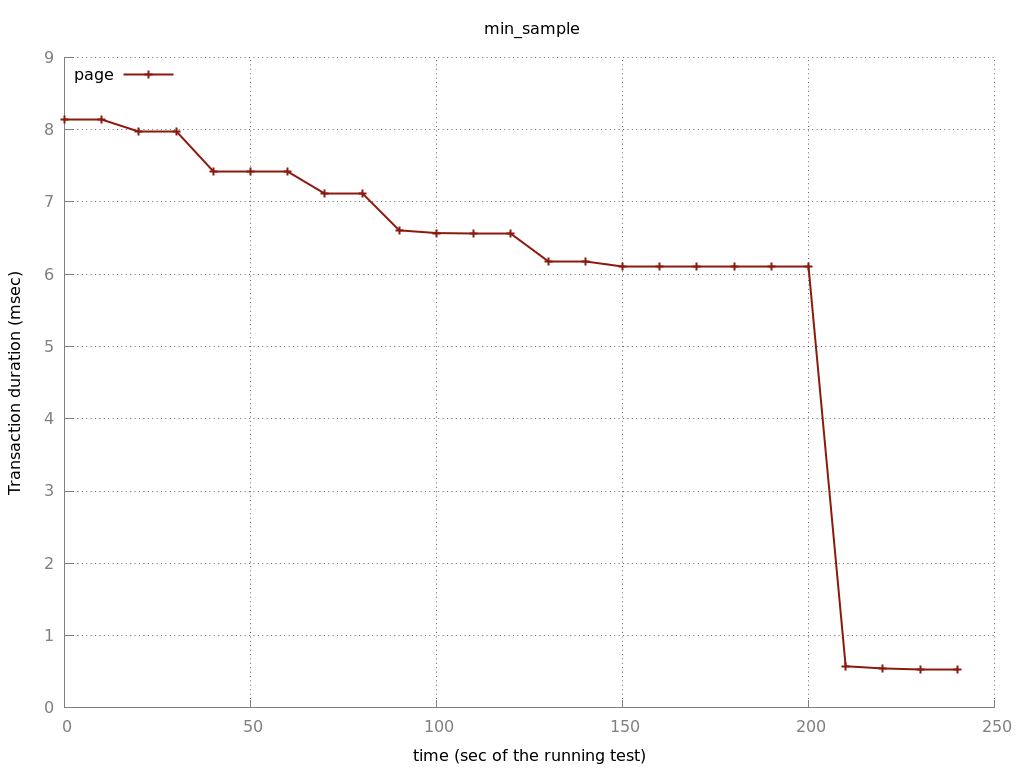 min_sample
page
9
8
7
6
5
4
3
2
1
0
Transaction duration (msec)
0 50 100 150 200 250
time (sec of the running test)